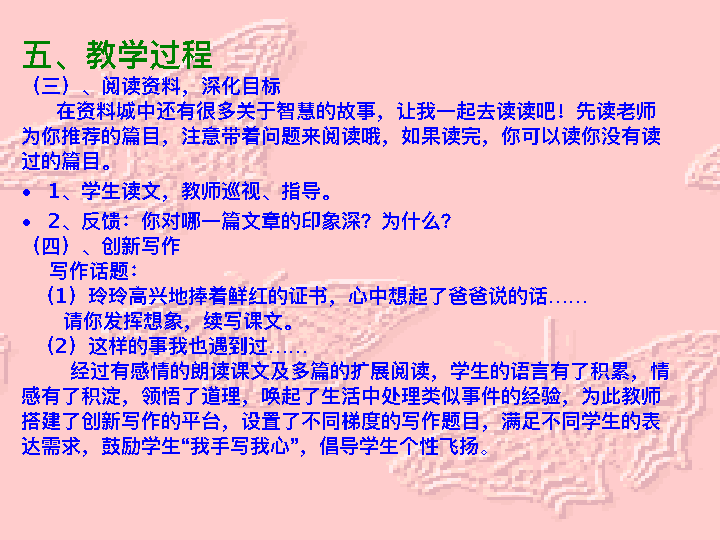 五、教学过程
（三）、阅读资料，深化目标
在资料城中还有很多关于智慧的故事，让我一起去读读吧！先读老师
为你推荐的篇目，注意带着问题来阅读哦，如果读完，你可以读你没有读
过的篇目。
• 1、学生读文，教师巡视、指导。
• 2、反馈：你对哪一篇文章的印象深？为什么？
（四）、创新写作
写作话题：
（1）玲玲高兴地捧着鲜红的证书，心中想起了爸爸说的话……
请你发挥想象，续写课文。
（2）这样的事我也遇到过……
经过有感情的朗读课文及多篇的扩展阅读，学生的语言有了积累，情
感有了积淀，领悟了道理，唤起了生活中处理类似事件的经验，为此教师
搭建了创新写作的平台，设置了不同梯度的写作题目，满足不同学生的表
达需求，鼓励学生“我手写我心”，倡导学生个性飞扬。